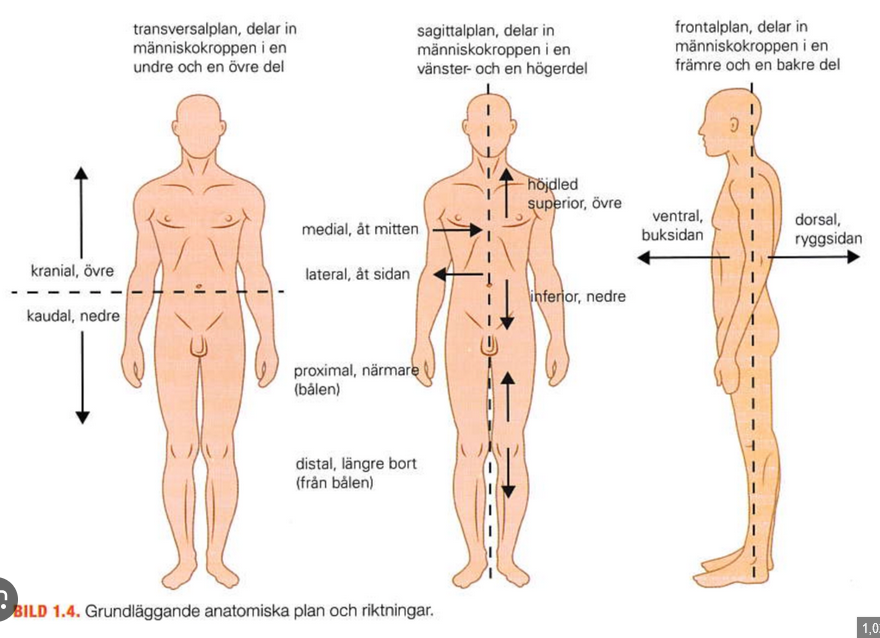 transversalplan, delar in
människokroppen i en
undre och en övre del
sagittalplan, delar in
människokroppen i en
vänster- och en högerdel
frontalplan, delar in
människokroppen i en
främre och en bakre del
kranial, övre
kaudal, nedre
medial, åt mitten
lateral, åt sidan
höjdled
superior, övre
inferior, nedre
proximal, närmare
(bålen)
distal, längre bort
(från bålen)
ventral,
buksidan
dorsal,
ryggsidan
BILD 1.4. Grundläggande anatomiska plan och riktningar.